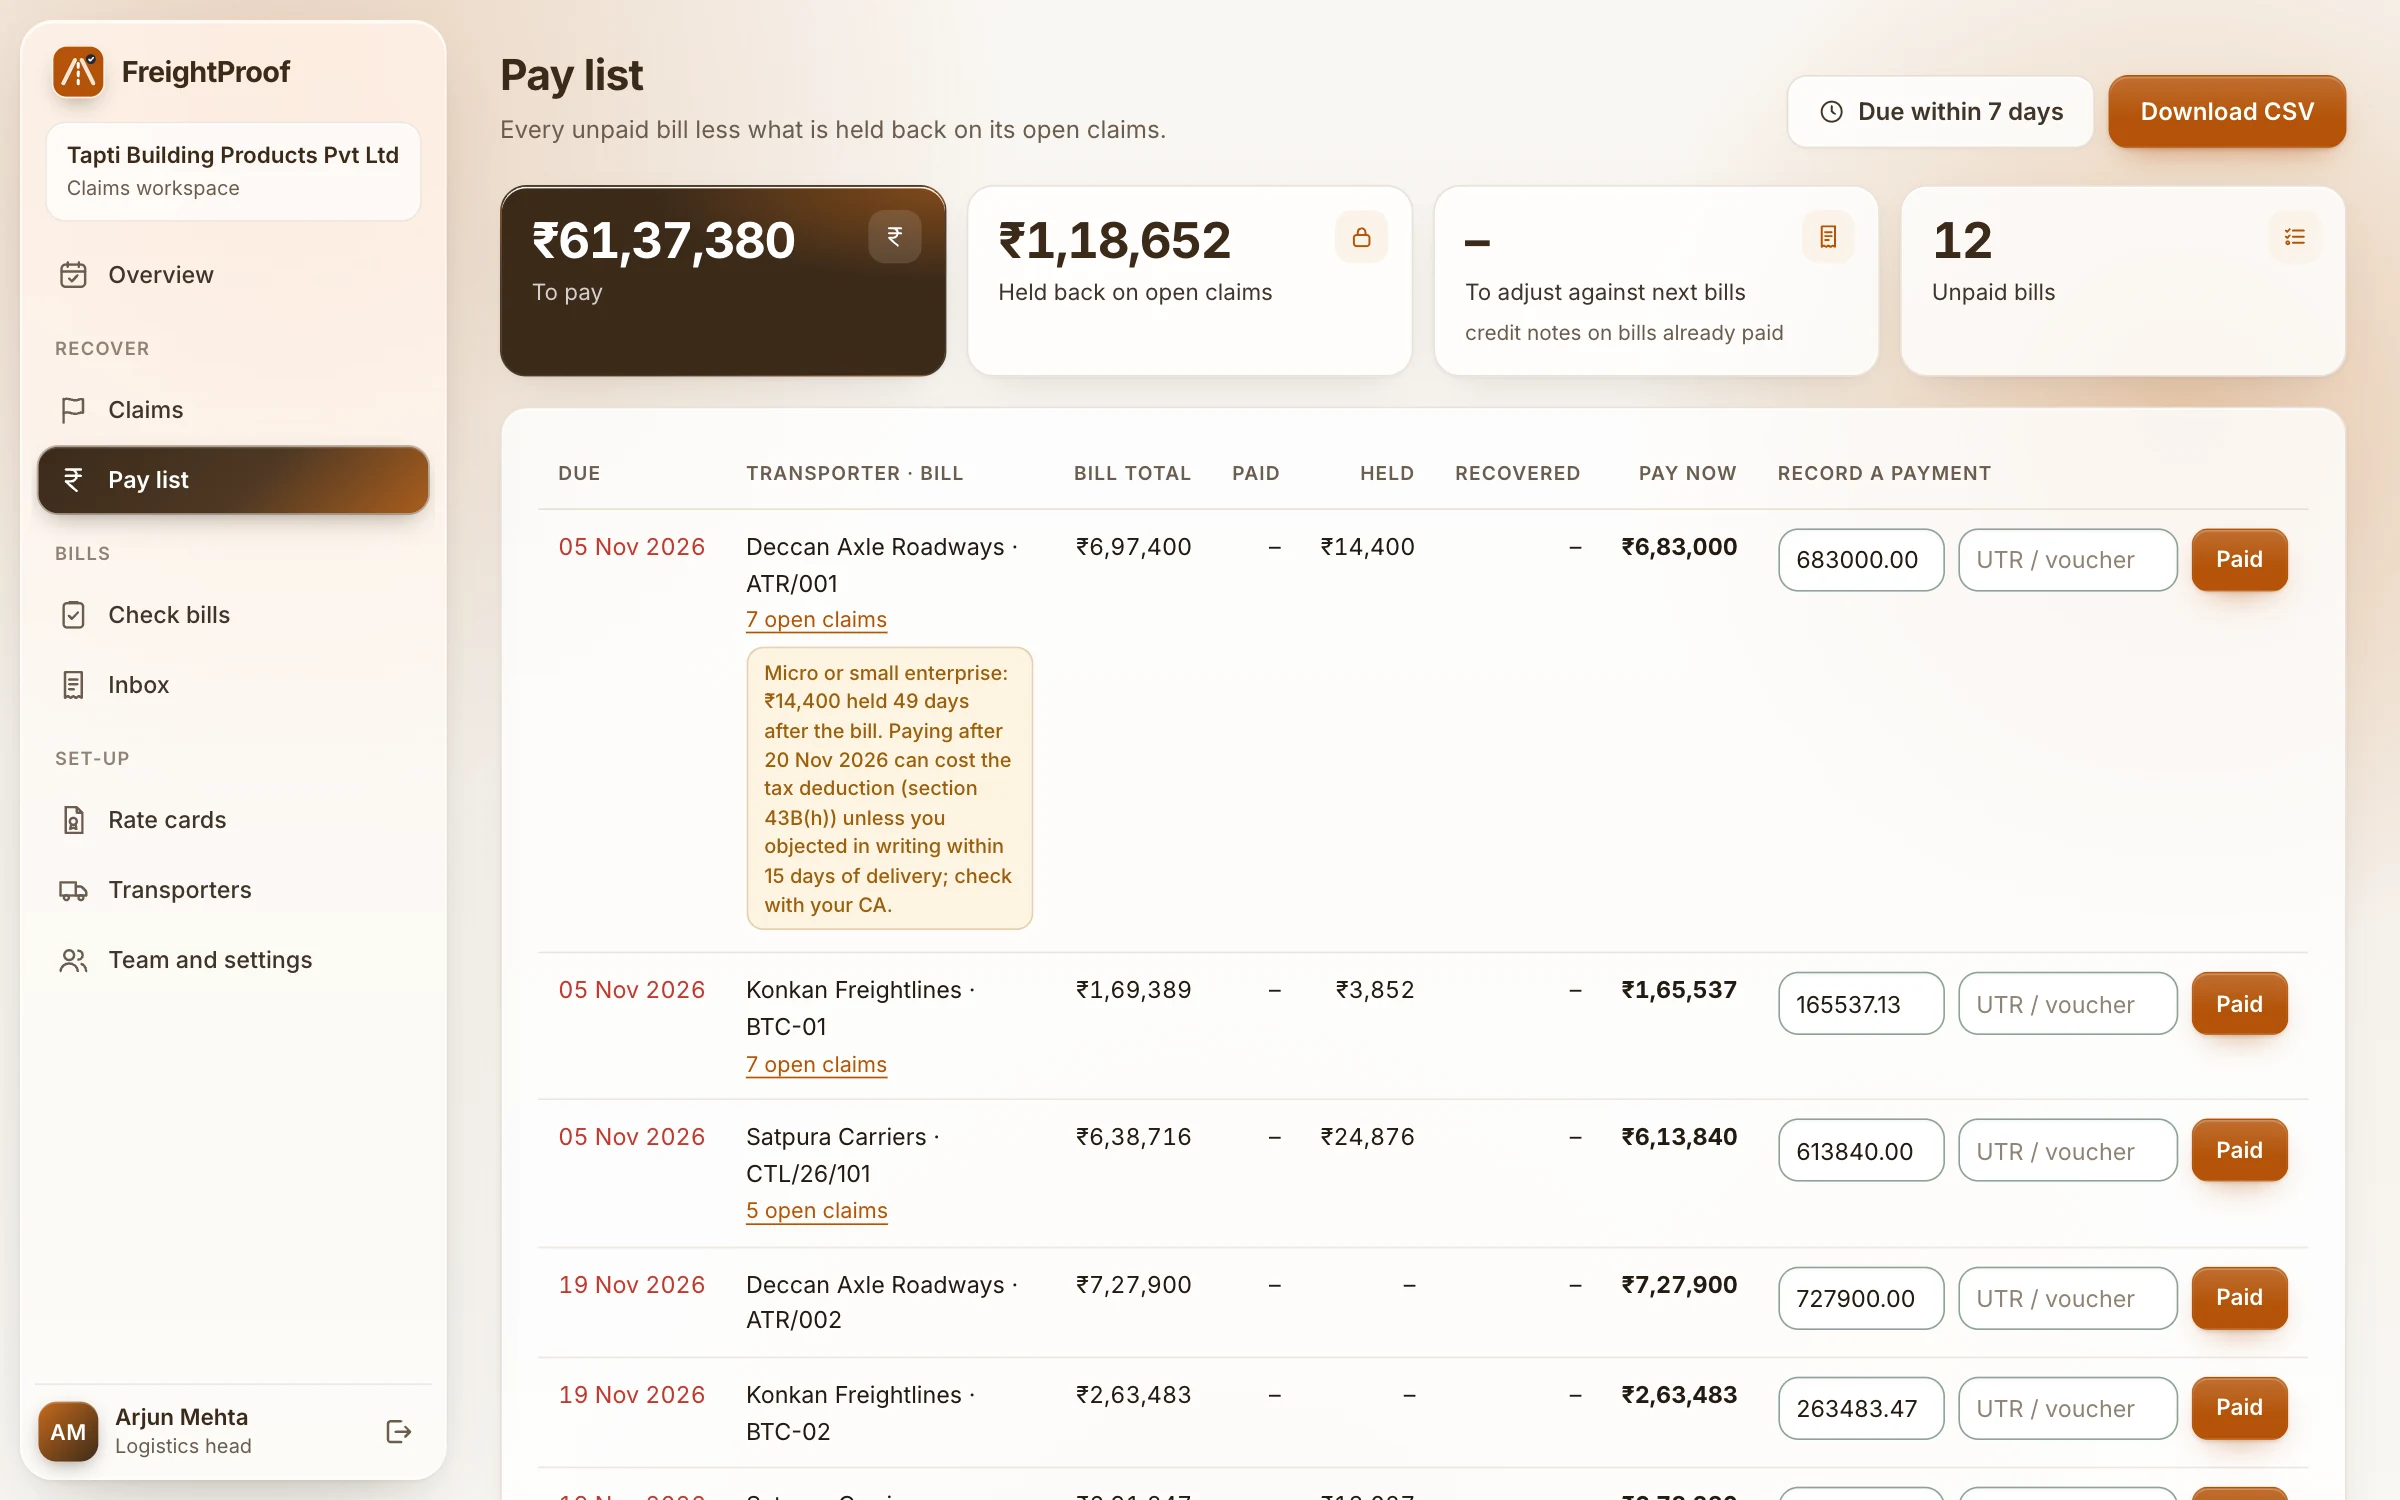 FreightProof
Tapti Building Products Pvt Ltd
Claims workspace
Overview
RECOVER
Claims
₹ Pay list
BILLS
Check bills
Inbox
SET-UP
Rate cards
Transporters
Team and settings
AM
Arjun Mehta
Logistics head
Pay list
Every unpaid bill less what is held back on its open claims.
Due within 7 days
Download CSV
₹61,37,380
₹
To pay
₹1,18,652
Held back on open claims
–
To adjust against next bills
credit notes on bills already paid
12
Unpaid bills
DUE TRANSPORTER · BILL BILL TOTAL PAID HELD RECOVERED PAY NOW RECORD A PAYMENT
05 Nov 2026 Deccan Axle Roadways · ₹6,97,400 – ₹14,400 – ₹6,83,000 683000.00 UTR / voucher Paid
ATR/001
7 open claims
Micro or small enterprise:
₹14,400 held 49 days
after the bill. Paying after
20 Nov 2026 can cost the
tax deduction (section
43B(h)) unless you
objected in writing within
15 days of delivery; check
with your CA.
05 Nov 2026 Konkan Freightlines · ₹1,69,389 – ₹3,852 – ₹1,65,537 165537.13 UTR / voucher Paid
BTC-01
7 open claims
05 Nov 2026 Satpura Carriers · ₹6,38,716 – ₹24,876 – ₹6,13,840 613840.00 UTR / voucher Paid
CTL/26/101
5 open claims
19 Nov 2026 Deccan Axle Roadways · ₹7,27,900 – – – ₹7,27,900 727900.00 UTR / voucher Paid
ATR/002
19 Nov 2026 Konkan Freightlines · ₹2,63,483 – – – ₹2,63,483 263483.47 UTR / voucher Paid
BTC-02